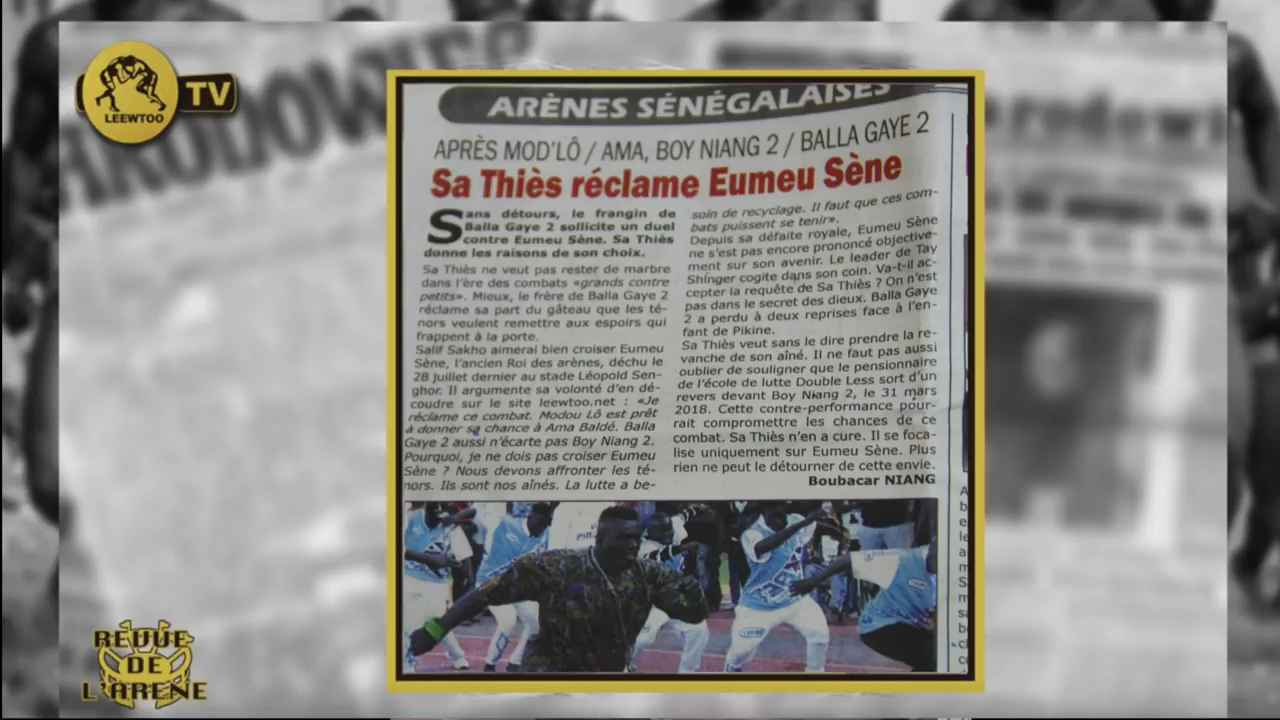 LEEWTOO
TV
ARÈNES SÉNÉGALAISES
APRÈS MOD'LÔ / AMA, BOY NIANG 2 / BALLA GAYE 2
Sa Thiès réclame Eumeu Sène
Sans détours, le frangin de
Balla Gaye 2 sollicite un duel
contre Eumeu Sène. Sa Thiès
donne les raisons de son choix.
Sa Thiès ne veut pas rester de marbre
dans l'ère des combats «grands contre
petits». Mieux, le frère de Balla Gaye 2
réclame sa part du gâteau que les té-
nors veulent remettre aux espoirs qui
frappent à la porte.
Salif Sakho aimerai bien croiser Eumeu
Sène, l'ancien Roi des arènes, déchu le
28 juillet dernier au stade Léopold Sen-
ghor. Il argumente sa volonté d'en dé-
coudre sur le site leewtoo.net : «Je
réclame ce combat. Modou Lô est prêt
à donner sa chance à Ama Baldé. Balla
Gaye 2 aussi n'écarte pas Boy Niang 2.
Pourquoi, je ne dois pas croiser Eumeu
Sène ? Nous devons affronter les té-
nors. Ils sont nos aînés. La lutte a be-
soin de recyclage. Il faut que ces com-
bats puissent se tenir».
Depuis sa défaite royale, Eumeu Sène
ne s'est pas encore prononcé objective-
ment sur son avenir. Le leader de Tay
Shinger cogite dans son coin. Va-t-il ac-
cepter la requête de Sa Thiès ? On n'est
pas dans le secret des dieux. Balla Gaye
2 a perdu à deux reprises face à l'en-
fant de Pikine.
Sa Thiès veut sans le dire prendre la re-
vanche de son aîné. Il ne faut pas aussi
oublier de souligner que le pensionnaire
de l'école de lutte Double Less sort d'un
revers devant Boy Niang 2, le 31 mars
2018. Cette contre-performance pour-
rait compromettre les chances de ce
combat. Sa Thiès n'en a cure. Il se foca-
lise uniquement sur Eumeu Sène. Plus
rien ne peut le détourner de cette envie.
Boubacar NIANG
REVUE
DE
L'ARENE